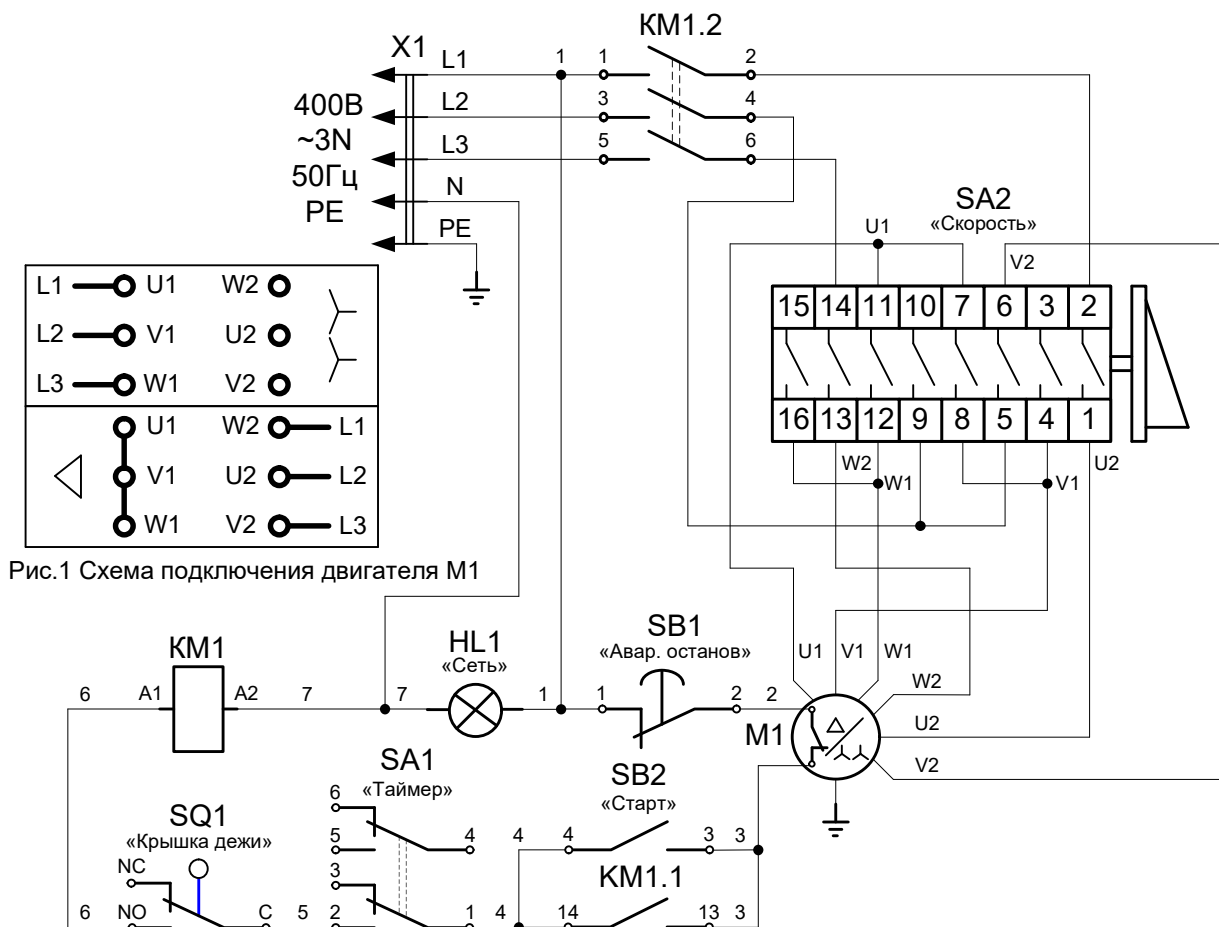 КМ1.2
X1
L1 1 1 2
400В L2 3 4
~3N L3 5 6
50Гц N
PE PE
SA2
«Скорость»
U1
V2
15 14 11 10 7 6 3 2
16 13 12 9 8 5 4 1
W2 U2
W1 V1
L1 U1 W2
L2 V1 U2
L3 W1 V2
U1 W2 L1
V1 U2 L2
W1 V2 L3
Рис.1 Схема подключения двигателя М1
КМ1 HL1 SB1
«Сеть» «Авар. останов»
U1 V1 W1
6 A1 A2 7 7 1 1 2 2
W2
M1 U2
V2
SA1 SB2
«Таймер» «Старт»
6
5 4 4 4 3 3
SQ1
«Крышка дежи»
NC 3 КМ1.1
6 NO C 5 2 1 4 14 13 3